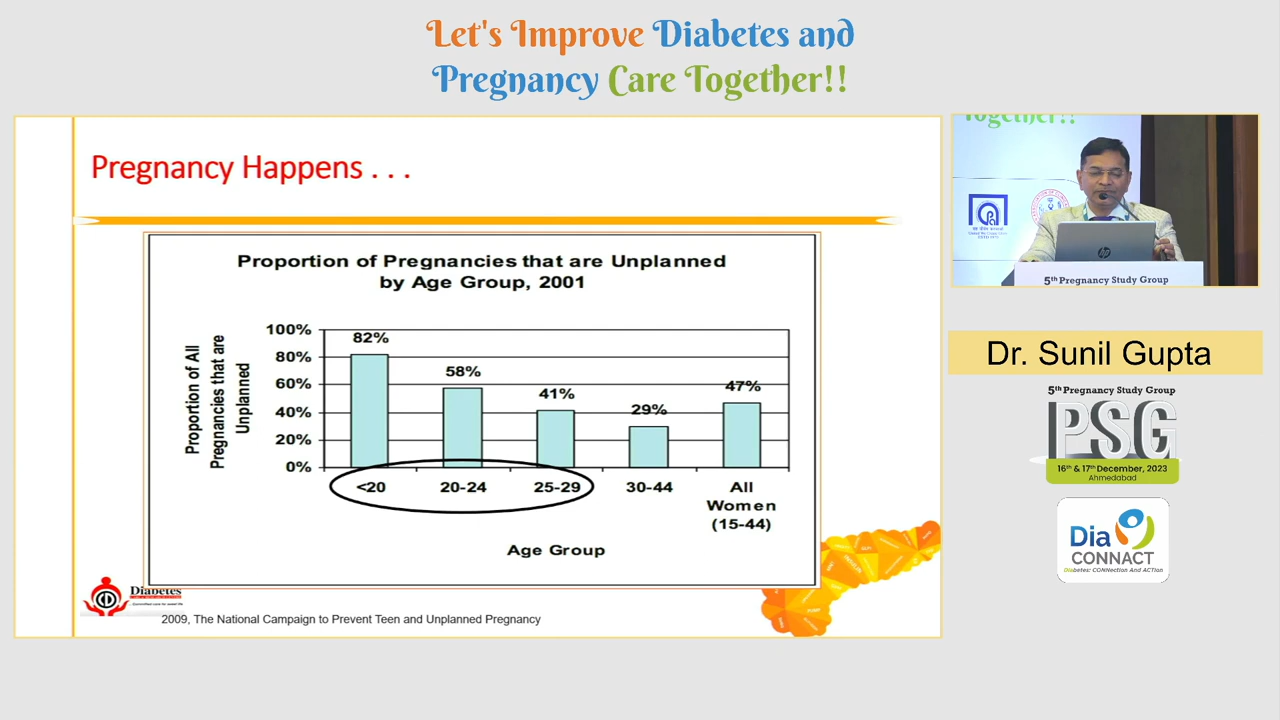 Let's Improve Diabetes and
Pregnancy Care Together!!
Pregnancy Happens . . .
Proportion of Pregnancies that are Unplanned
by Age Group, 2001
Proportion of All
Pregnancies that are
Unplanned
100%
80%
60%
40%
20%
0%
82%
58%
41%
29%
47%
<20
20-24
25-29
30-44
All
Women
(15-44)
Age Group
Diabetes
2009, The National Campaign to Prevent Teen and Unplanned Pregnancy
Together!!
hp
5th Pregnancy Study Group
Dr. Sunil Gupta
5th Pregnancy Study Group
PSG
16th & 17th December, 2023
Ahmedabad
Dia
CONNACT
Diabetes: CONNection And ACTion